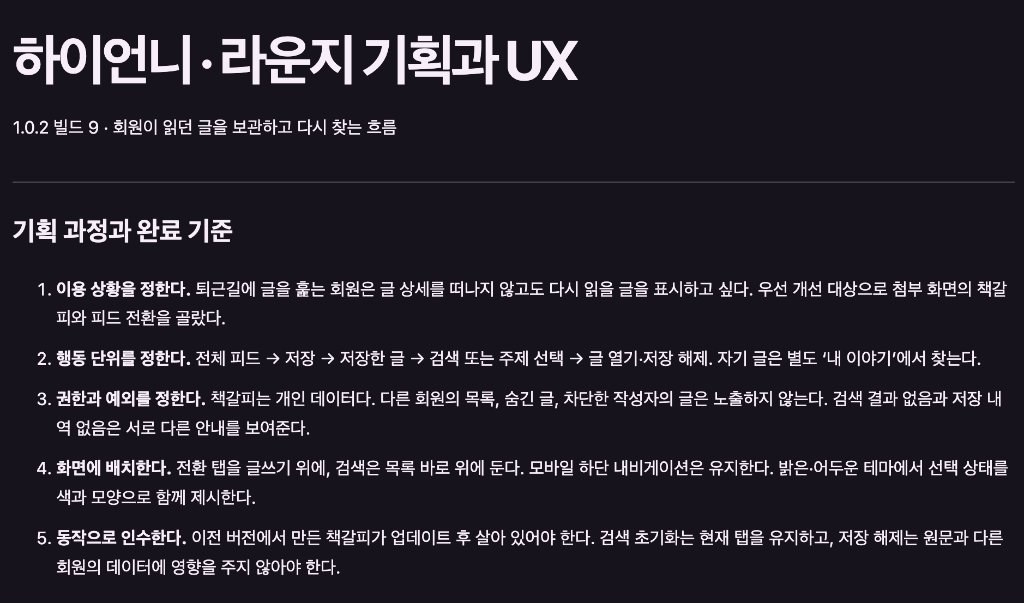 하이언니 · 라운지 기획과 UX
1.0.2 빌드 9 · 회원이 읽던 글을 보관하고 다시 찾는 흐름
기획 과정과 완료 기준
1. 이용 상황을 정한다. 퇴근길에 글을 훑는 회원은 글 상세를 떠나지 않고도 다시 읽을 글을 표시하고 싶다. 우선 개선 대상으로 첨부 화면의 책갈
피와 피드 전환을 골랐다.
2. 행동 단위를 정한다. 전체 피드 → 저장 → 저장한 글 → 검색 또는 주제 선택 → 글 열기·저장 해제. 자기 글은 별도 ‘내 이야기’에서 찾는다.
3. 권한과 예외를 정한다. 책갈피는 개인 데이터다. 다른 회원의 목록, 숨긴 글, 차단한 작성자의 글은 노출하지 않는다. 검색 결과 없음과 저장 내
역 없음은 서로 다른 안내를 보여준다.
4. 화면에 배치한다. 전환 탭을 글쓰기 위에, 검색은 목록 바로 위에 둔다. 모바일 하단 내비게이션은 유지한다. 밝은·어두운 테마에서 선택 상태를
색과 모양으로 함께 제시한다.
5. 동작으로 인수한다. 이전 버전에서 만든 책갈피가 업데이트 후 살아 있어야 한다. 검색 초기화는 현재 탭을 유지하고, 저장 해제는 원문과 다른
회원의 데이터에 영향을 주지 않아야 한다.